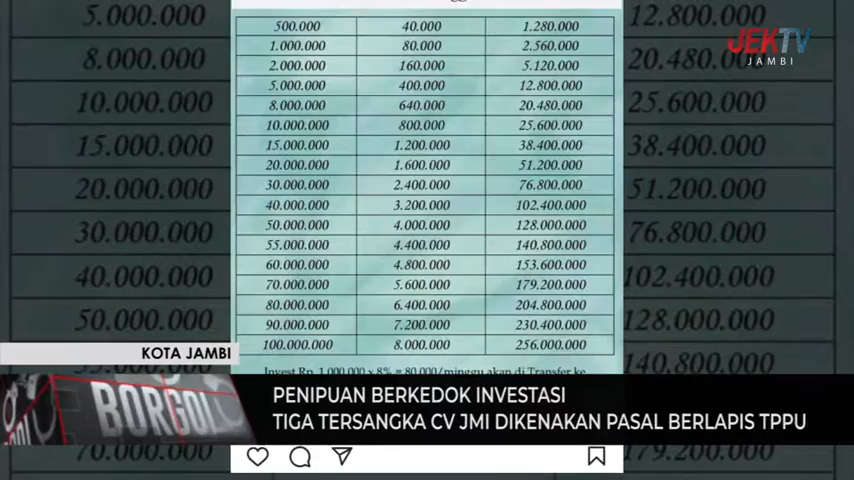 500.000 40.000 1.280.000
1.000.000 80.000 2.560.000
2.000.000 160.000 5.120.000
5.000.000 400.000 12.800.000
8.000.000 640.000 20.480.000
10.000.000 800.000 25.600.000
15.000.000 1.200.000 38.400.000
20.000.000 1.600.000 51.200.000
30.000.000 2.400.000 76.800.000
40.000.000 3.200.000 102.400.000
50.000.000 4.000.000 128.000.000
55.000.000 4.400.000 140.800.000
60.000.000 4.800.000 153.600.000
70.000.000 5.600.000 179.200.000
80.000.000 6.400.000 204.800.000
90.000.000 7.200.000 230.400.000
100.000.000 8.000.000 256.000.000
Invest Rp. 1.000.000 x 8% = 80.000/minggu akan di Transfer ke
5.000.000 12.800.000
8.000.000 20.480.000
10.000.000 25.600.000
15.000.000 38.400.000
20.000.000 51.200.000
30.000.000 76.800.000
40.000.000 102.400.000
50.000.000 128.000.000
140.800.000
70.000.000 179.200.000
JEKTV
JAMBI
KOTA JAMBI
BORGOL
PENIPUAN BERKEDOK INVESTASI
TIGA TERSANGKA CV JMI DIKENAKAN PASAL BERLAPIS TPPU